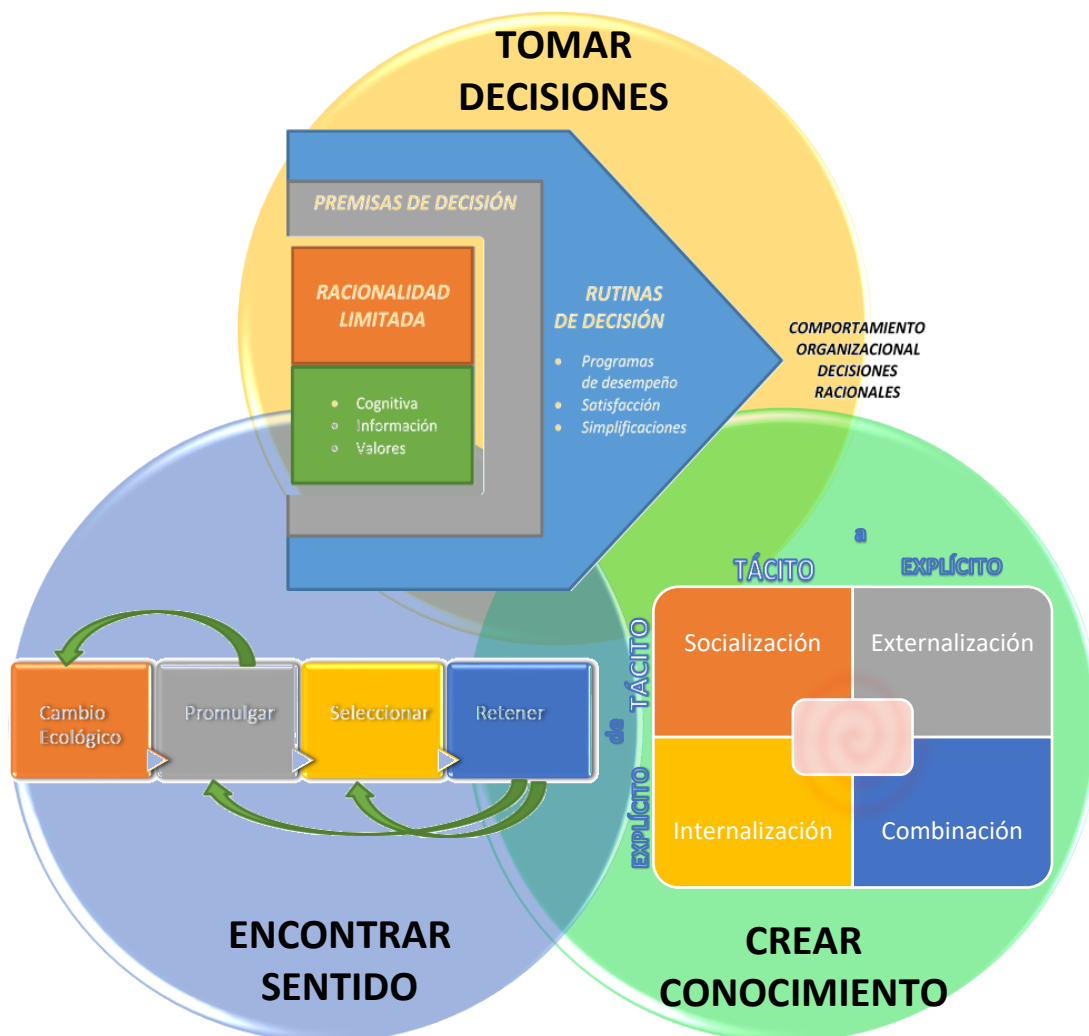 TOMAR
DECISIONES
PREMISAS DE DECISIÓN
RACIONALIDAD
LIMITADA
Cognitiva
Información
Valores
RUTINAS
DE DECISIÓN
Programas
de desempeño
Satisfacción
Simplificaciones
COMPORTAMIENTO
ORGANIZACIONAL
DECISIONES
RACIONALES
Cambio
Ecológico
Promulgar
Seleccionar
Retener
ENCONTRAR
SENTIDO
a
TÁCITO
EXPLÍCITO
de
TÁCITO
EXPLÍCITO
Socialización
Externalización
Internalización
Combinación
CREAR
CONOCIMIENTO